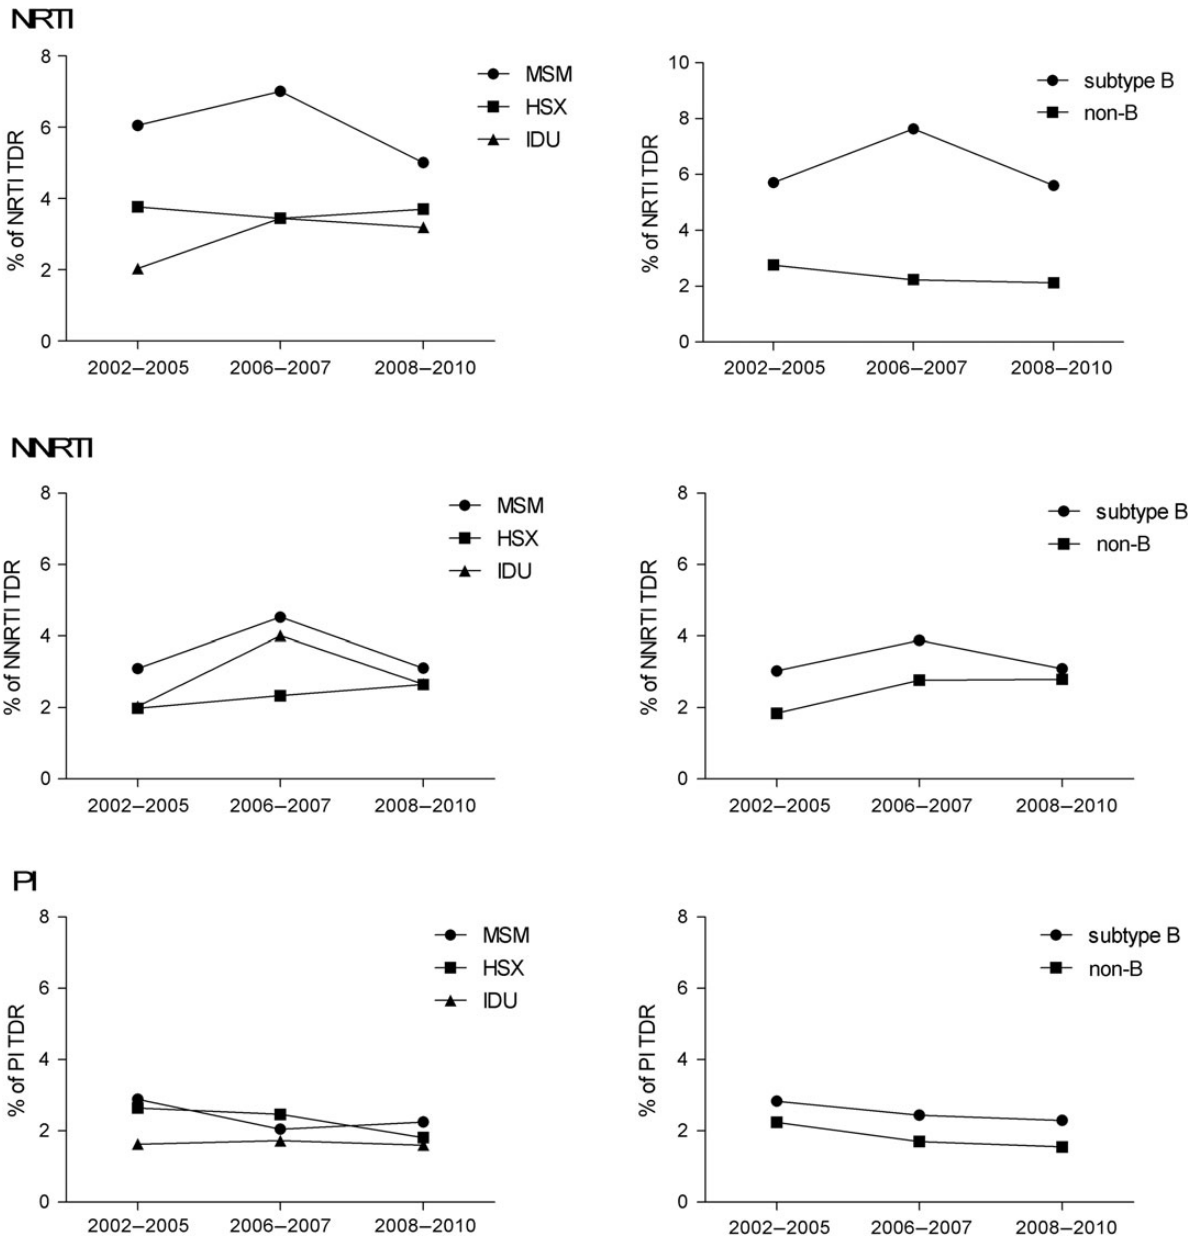 NRTI
% of NRTI TDR
8
6
4
2
0
2002–2005 2006–2007 2008–2010
MSM
HSX
IDU
% of NRTI TDR
10
8
6
4
2
0
2002–2005 2006–2007 2008–2010
subtype B
non-B
NNRTI
% of NNRTI TDR
8
6
4
2
0
2002–2005 2006–2007 2008–2010
MSM
HSX
IDU
% of NNRTI TDR
8
6
4
2
0
2002–2005 2006–2007 2008–2010
subtype B
non-B
PI
% of PI TDR
8
6
4
2
0
2002–2005 2006–2007 2008–2010
MSM
HSX
IDU
% of PI TDR
8
6
4
2
0
2002–2005 2006–2007 2008–2010
subtype B
non-B